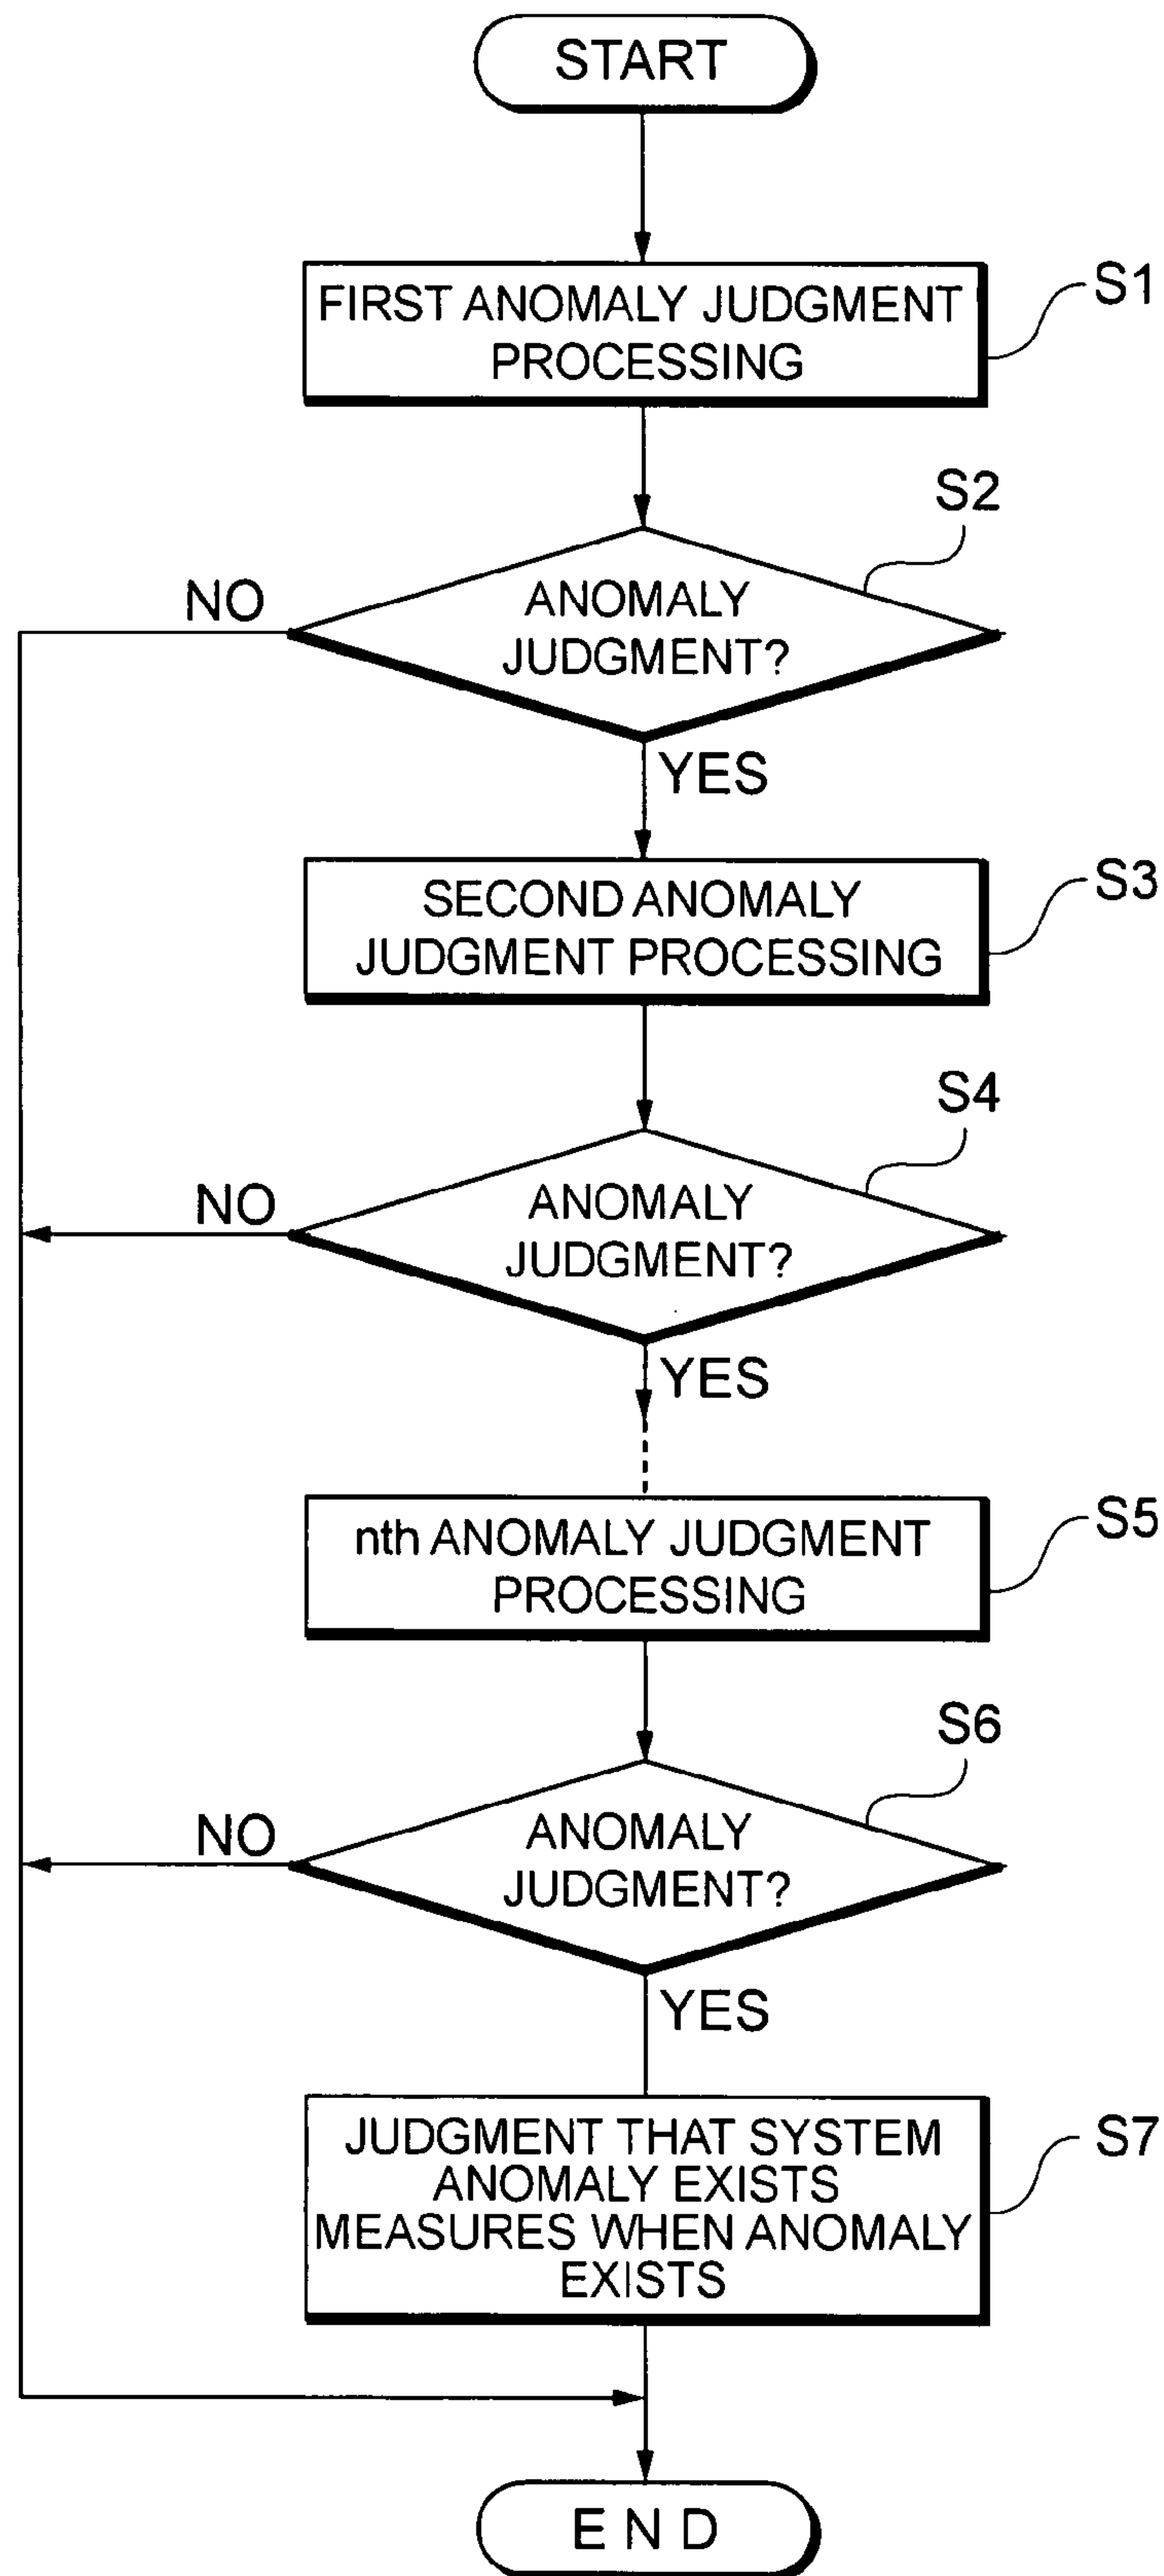 START
FIRST ANOMALY JUDGMENT
PROCESSING
S1
S2
ANOMALY
JUDGMENT?
NO
YES
SECOND ANOMALY
JUDGMENT PROCESSING
S3
S4
ANOMALY
JUDGMENT?
NO
YES
nth ANOMALY JUDGMENT
PROCESSING
S5
S6
ANOMALY
JUDGMENT?
NO
YES
JUDGMENT THAT SYSTEM
ANOMALY EXISTS
MEASURES WHEN ANOMALY
EXISTS
S7
END